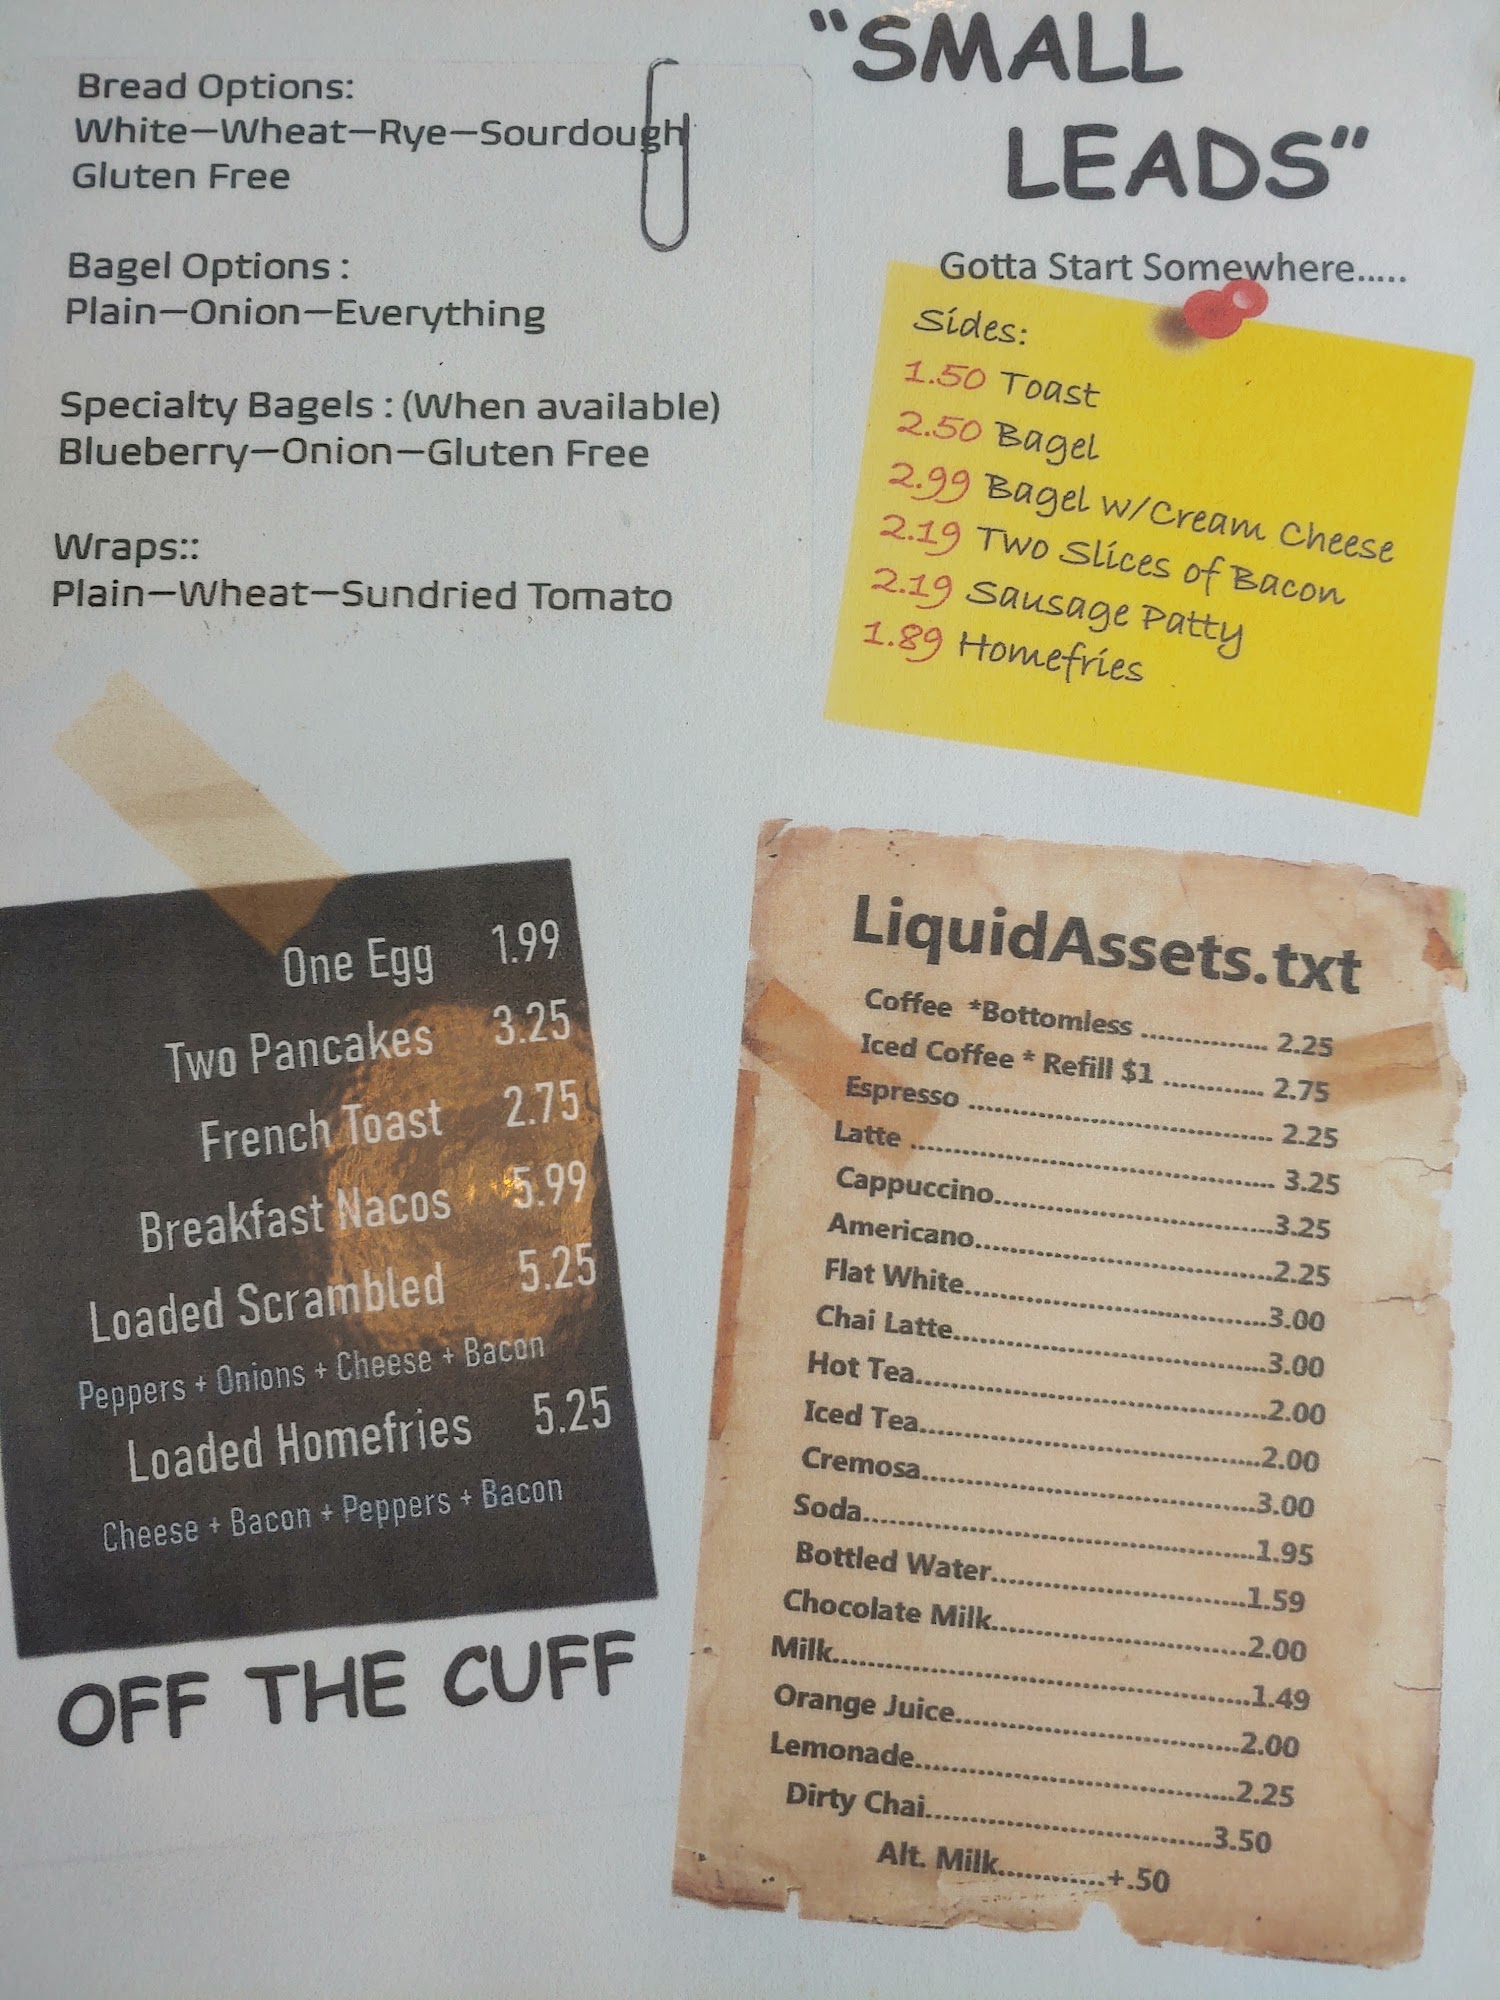 Bread Options:
White—Wheat—Rye—Sourdough
Gluten Free
Bagel Options :
Plain—Onion—Everything
Specialty Bagels : (When available)
Blueberry—Onion—Gluten Free
Wraps::
Plain—Wheat—Sundried Tomato
"SMALL
LEADS"
Gotta Start Somewhere.....
Sides:
1.50 Toast
2.50 Bagel
2.99 Bagel w/Cream Cheese
2.19 Two Slices of Bacon
2.19 Sausage Patty
1.89 Homefries
One Egg 1.99
Two Pancakes 3.25
French Toast 2.75
Breakfast Nacos 5.99
Loaded Scrambled 5.25
Peppers + Onions + Cheese + Bacon
Loaded Homefries 5.25
Cheese + Bacon + Peppers + Bacon
OFF THE CUFF
LiquidAssets.txt
Coffee *Bottomless ............... 2.25
Iced Coffee * Refill $1 ............ 2.75
Espresso .................................... 2.25
Latte ........................................... 3.25
Cappuccino.................................3.25
Americano...................................2.25
Flat White....................................3.00
Chai Latte.....................................3.00
Hot Tea.........................................2.00
Iced Tea........................................2.00
Cremosa.......................................3.00
Soda..............................................1.95
Bottled Water..............................1.59
Chocolate Milk.............................2.00
Milk................................................1.49
Orange Juice.................................2.00
Lemonade.....................................2.25
Dirty Chai..................................3.50
Alt. Milk.............+.50